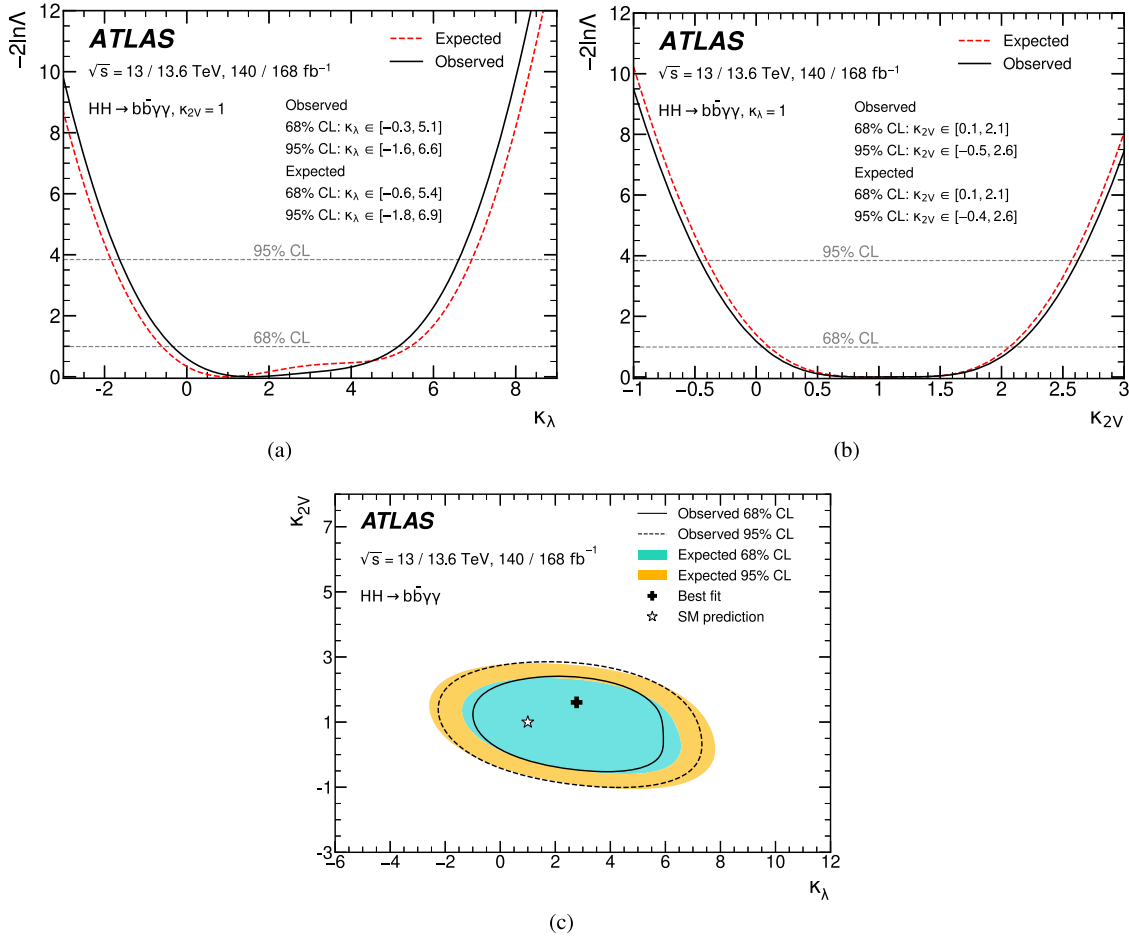 −2lnΛ
12
10
8
6
4
2
0
ATLAS
√s = 13 / 13.6 TeV, 140 / 168 fb⁻¹
HH → bb̄γγ, κ2V = 1
Expected
Observed
Observed
68% CL: κλ ∈ [−0.3, 5.1]
95% CL: κλ ∈ [−1.6, 6.6]
Expected
68% CL: κλ ∈ [−0.6, 5.4]
95% CL: κλ ∈ [−1.8, 6.9]
95% CL
68% CL
−2 0 2 4 6 8
κλ
(a)
−2lnΛ
12
10
8
6
4
2
0
ATLAS
√s = 13 / 13.6 TeV, 140 / 168 fb⁻¹
HH → bb̄γγ, κλ = 1
Expected
Observed
Observed
68% CL: κ2V ∈ [0.1, 2.1]
95% CL: κ2V ∈ [−0.5, 2.6]
Expected
68% CL: κ2V ∈ [0.1, 2.1]
95% CL: κ2V ∈ [−0.4, 2.6]
95% CL
68% CL
−1 −0.5 0 0.5 1 1.5 2 2.5 3
κ2V
(b)
κ2V
7
5
3
1
-1
-3
ATLAS
√s = 13 / 13.6 TeV, 140 / 168 fb⁻¹
HH → bb̄γγ
Observed 68% CL
Observed 95% CL
Expected 68% CL
Expected 95% CL
Best fit
SM prediction
−6 −4 −2 0 2 4 6 8 10 12
κλ
(c)